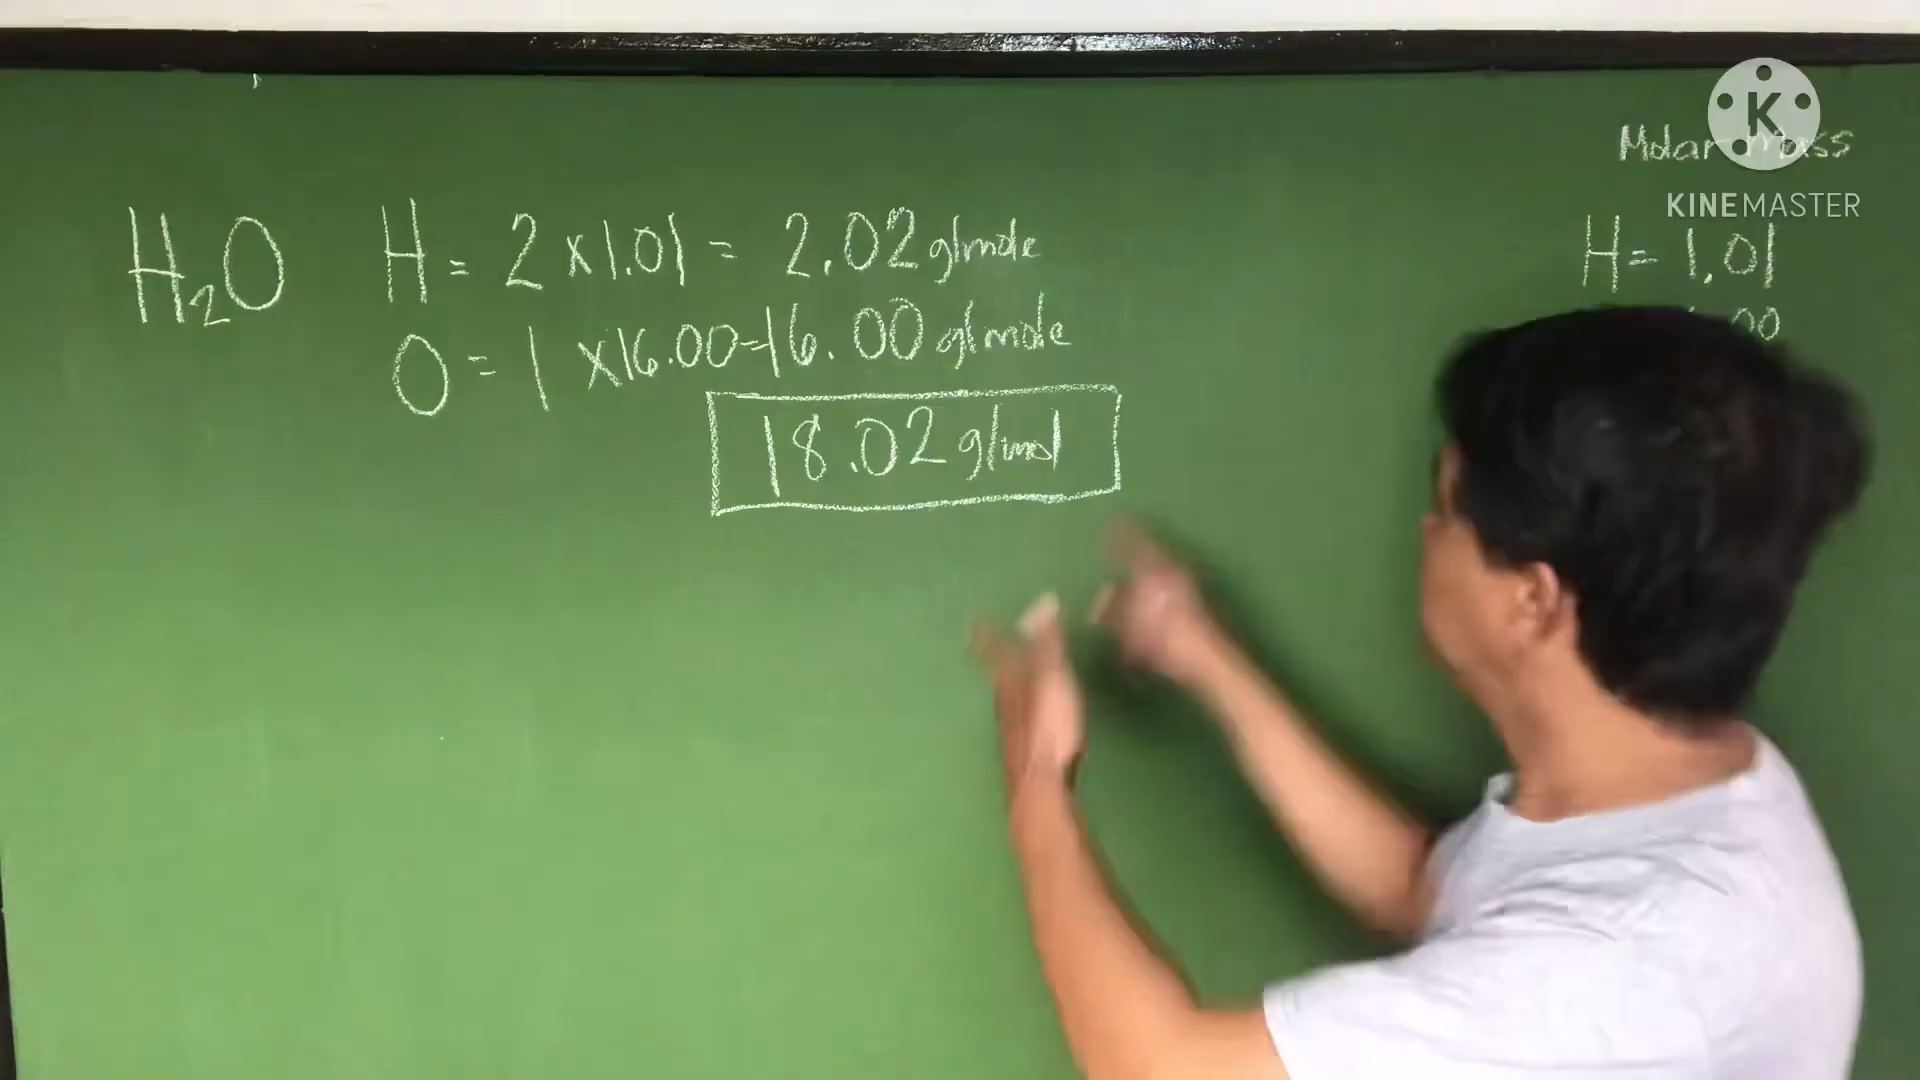 Molar Mass
K
KINEMASTER
H₂O
H = 2 x 1.01 = 2.02 g/mole
O = 1 x 16.00 = 16.00 g/mole
18.02 g/mol
H = 1.01